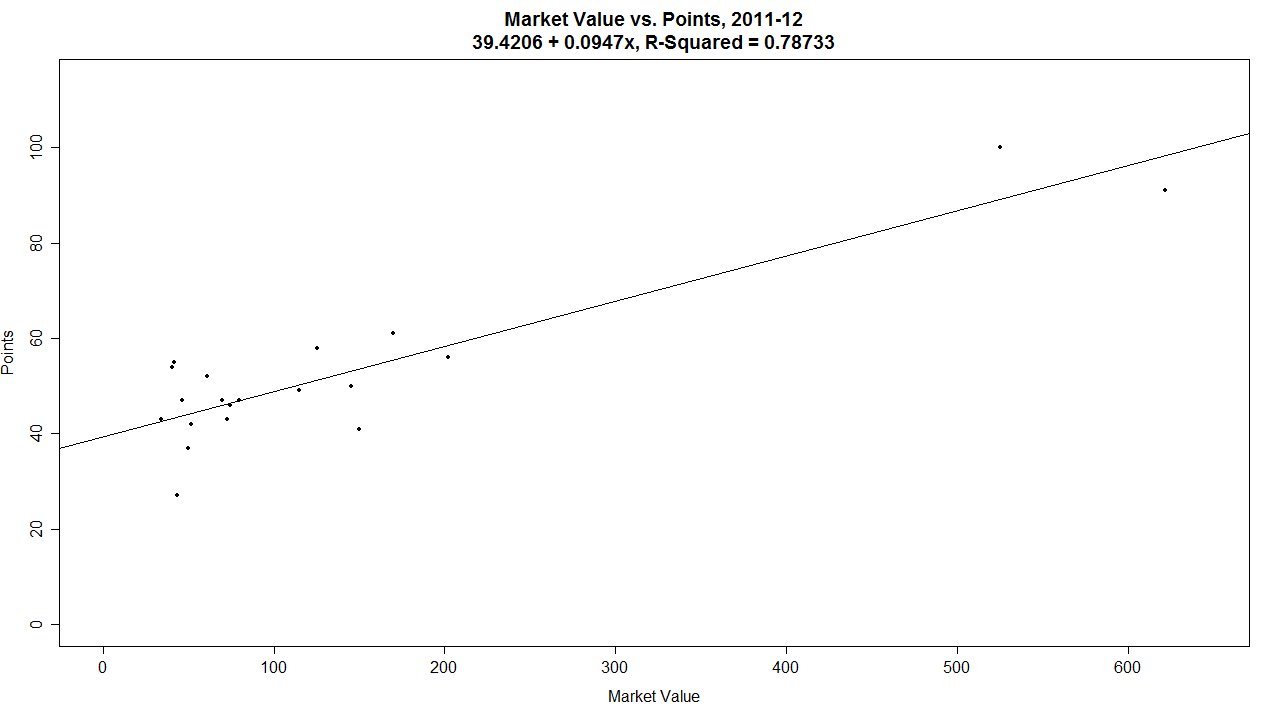 Market Value vs. Points, 2011-12
39.4206 + 0.0947x, R-Squared = 0.78733
Points
100
80
60
40
20
0
0 100 200 300 400 500 600
Market Value